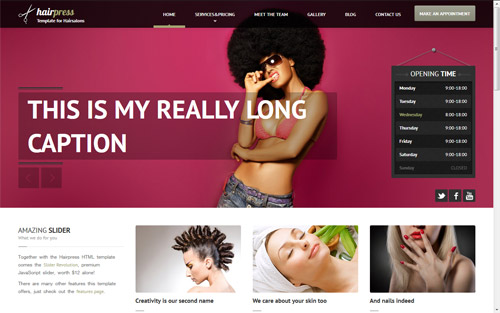 hairpress
Template for Hairsalons
HOME
SERVICES&PRICING
MEET THE TEAM
GALLERY
BLOG
CONTACT US
MAKE AN APPOINTMENT
OPENING TIME
Monday 9:00-18:00
Tuesday 9:00-18:00
Wednesday 8:00-18:00
Thursday 9:00-18:00
Friday 9:00-18:00
Saturday 9:00-18:00
Sunday CLOSED
THIS IS MY REALLY LONG
CAPTION
You
AMAZING SLIDER
What we do for you
Together with the Hairpress HTML template
comes the Slider Revolution, premium
JavaScript slider, worth $12 alone!
There are many other features this template
offers, just check out the features page.
Creativity is our second name
We care about your skin too
And nails indeed